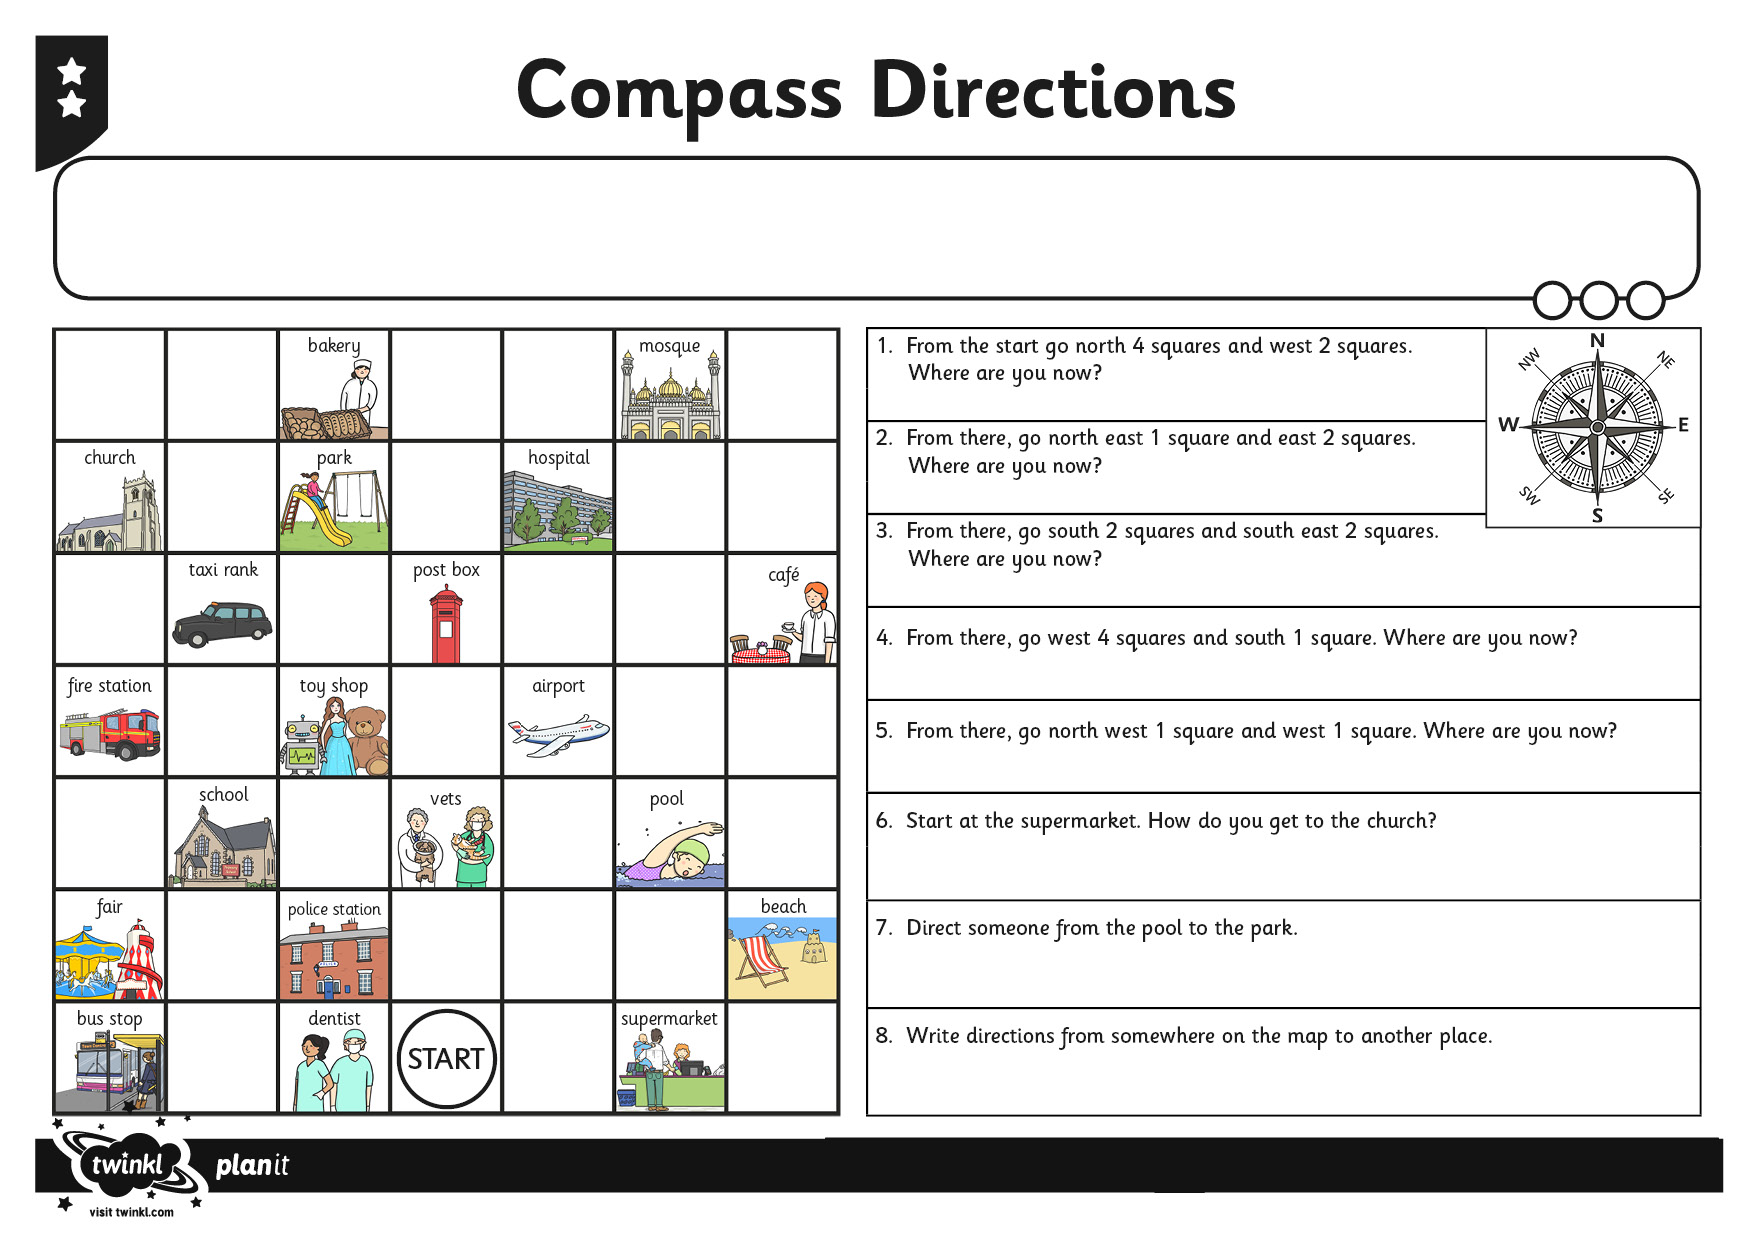 Compass Directions
bakery
mosque
church
park
hospital
taxi rank
post box
café
fire station
toy shop
airport
school
vets
pool
fair
police station
beach
bus stop
dentist
START
supermarket
1. From the start go north 4 squares and west 2 squares.
Where are you now?
2. From there, go north east 1 square and east 2 squares.
Where are you now?
3. From there, go south 2 squares and south east 2 squares.
Where are you now?
4. From there, go west 4 squares and south 1 square. Where are you now?
5. From there, go north west 1 square and west 1 square. Where are you now?
6. Start at the supermarket. How do you get to the church?
7. Direct someone from the pool to the park.
8. Write directions from somewhere on the map to another place.
N
NW
NE
W
E
SW
SE
S
twinkl
planit
visit twinkl.com